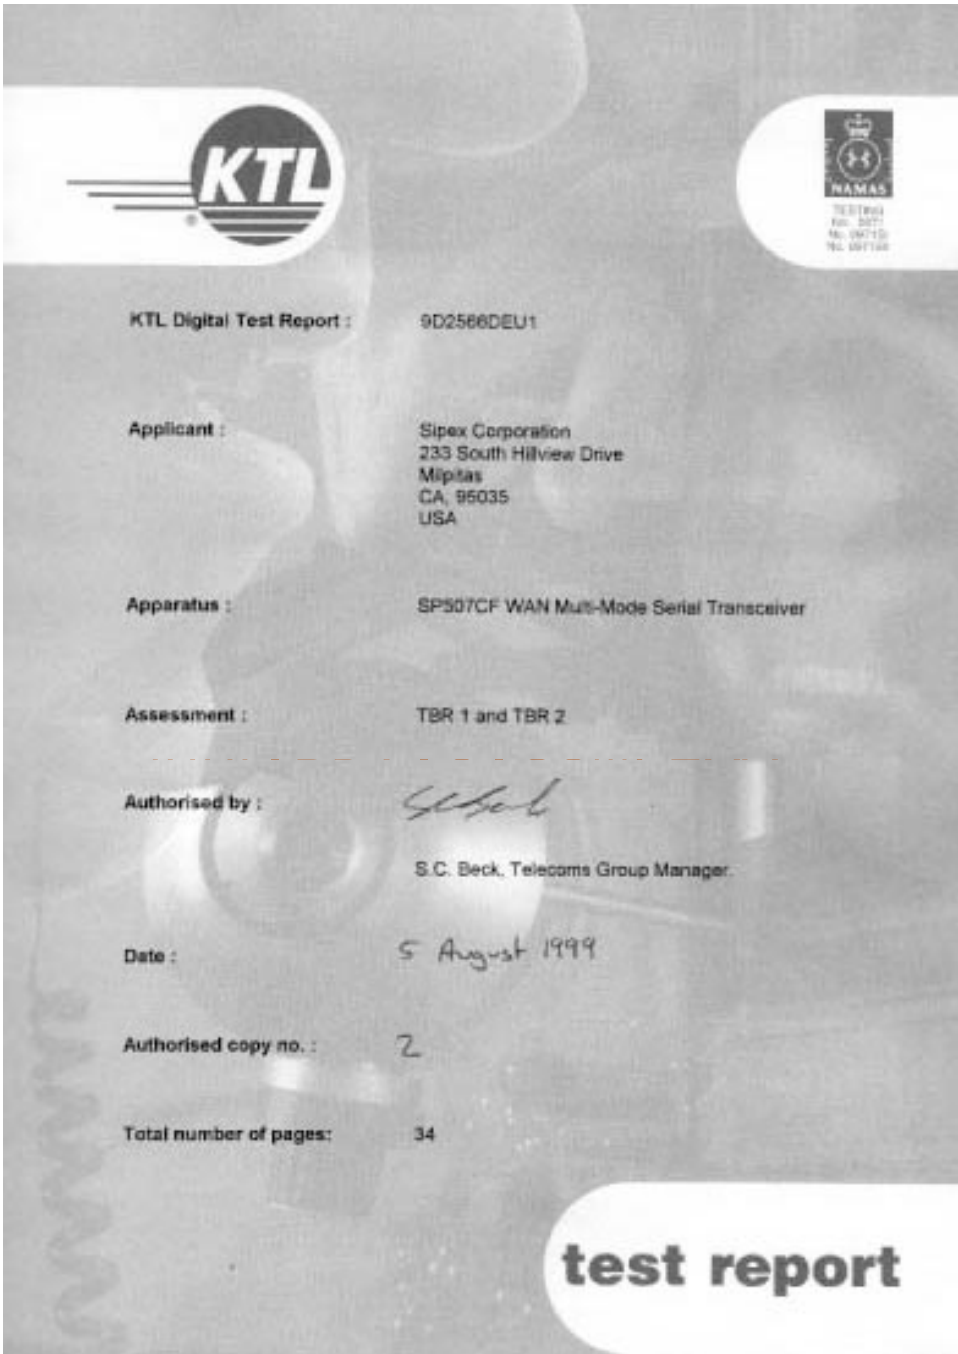 KTL
®
NAMAS
TESTING
KTL Digital Test Report : 9D2566DEU1
Applicant : Sipex Corporation
233 South Hillview Drive
Milpitas
CA, 95035
USA
Apparatus : SP507CF WAN Multi-Mode Serial Transceiver
Assessment : TBR 1 and TBR 2
Authorised by :
S.C. Beck, Telecoms Group Manager.
Date : 5 August 1999
Authorised copy no. : 2
Total number of pages: 34
test report